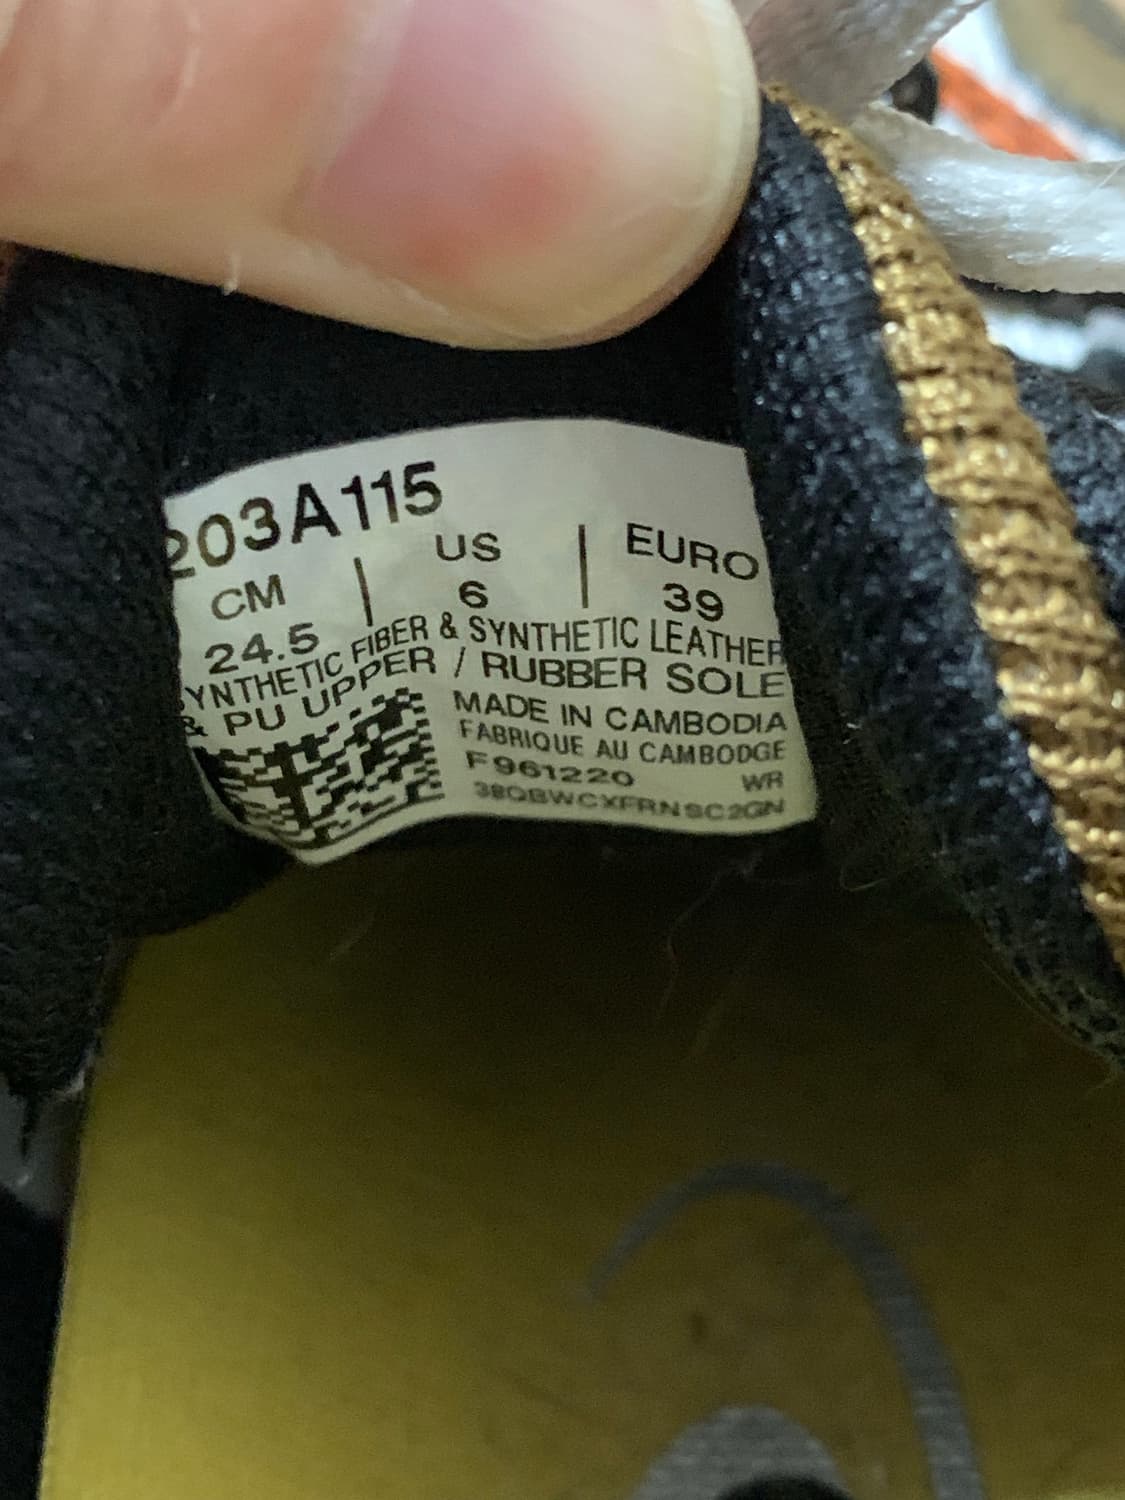 203A115
CM | US | EURO
24.5 6 39
SYNTHETIC FIBER & SYNTHETIC LEATHER
& PU UPPER / RUBBER SOLE
MADE IN CAMBODIA
FABRIQUE AU CAMBODGE
F961220 WR